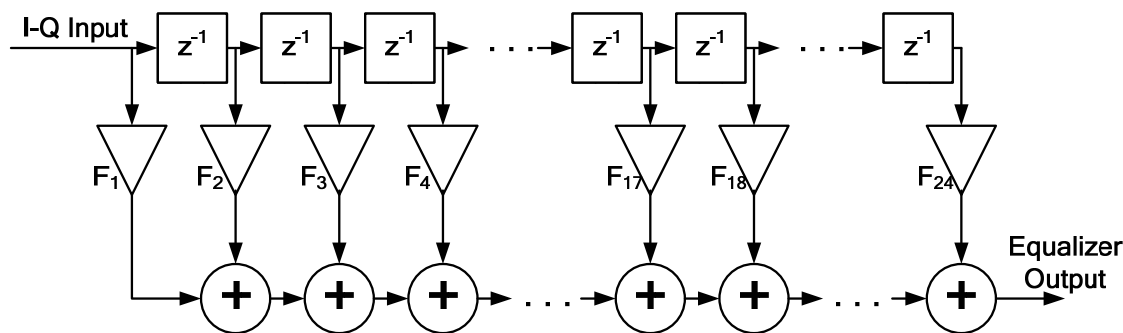 I-Q Input
z⁻¹ z⁻¹ z⁻¹ . . . z⁻¹ z⁻¹ . . . z⁻¹
F₁ F₂ F₃ F₄ F₁₇ F₁₈ F₂₄
Equalizer
Output
+ + + . . . + + . . . +